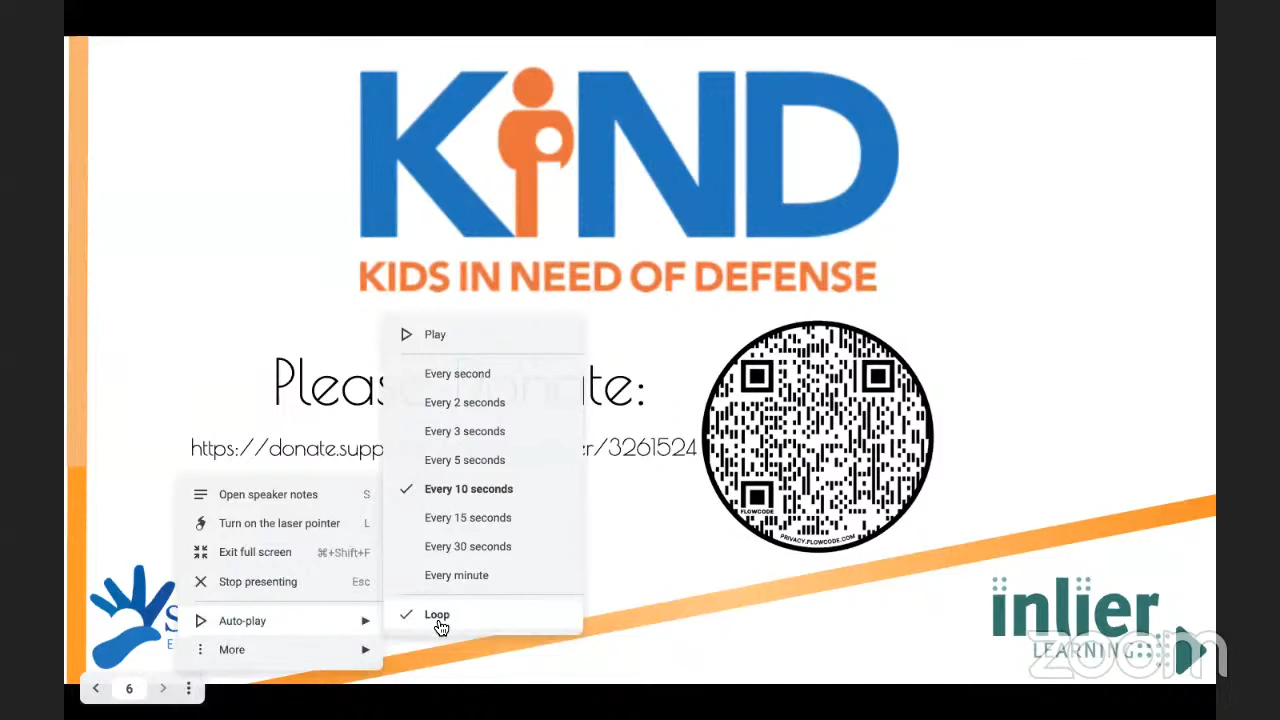 KiND
KIDS IN NEED OF DEFENSE
Play
Every second
Every 2 seconds
Every 3 seconds
Every 5 seconds
Every 10 seconds
Every 15 seconds
Every 30 seconds
Every minute
Loop
Please Donate:
https://donate.supp
er/3261524
FLOWCODE
PRIVACY.FLOWCODE.COM
Open speaker notes S
Turn on the laser pointer L
Exit full screen ⌘+Shift+F
Stop presenting Esc
Auto-play
More
S
E
inlier
LEARNING
zoom
6